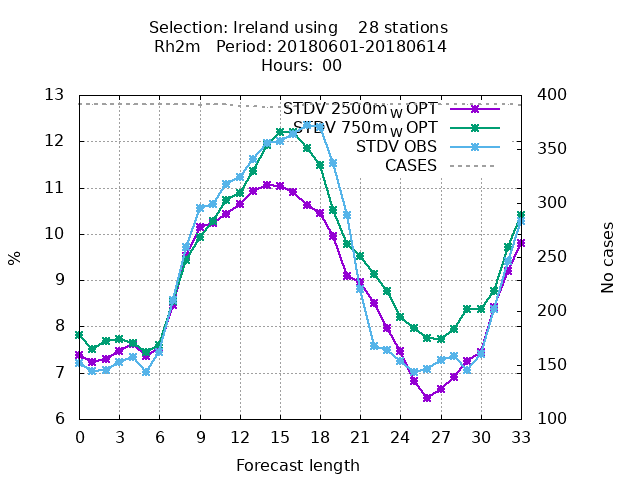 Selection: Ireland using    28 stations
Rh2m   Period: 20180601-20180614
Hours: 00
STDV 2500m_W OPT
STDV 750m_W OPT
STDV OBS
CASES
13
12
11
10
9
8
7
6
%
400
350
300
250
200
150
100
No cases
0 3 6 9 12 15 18 21 24 27 30 33
Forecast length